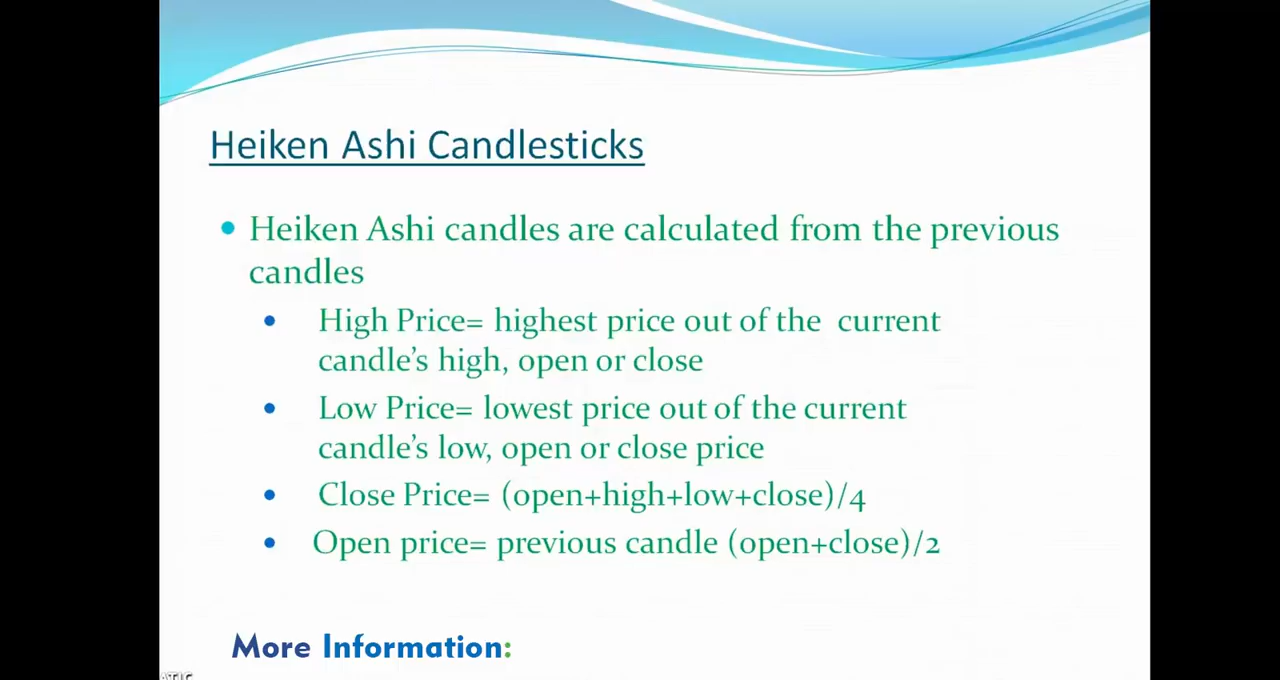 Heiken Ashi Candlesticks
Heiken Ashi candles are calculated from the previous
candles
High Price= highest price out of the current
candle's high, open or close
Low Price= lowest price out of the current
candle's low, open or close price
Close Price= (open+high+low+close)/4
Open price= previous candle (open+close)/2
More Information: